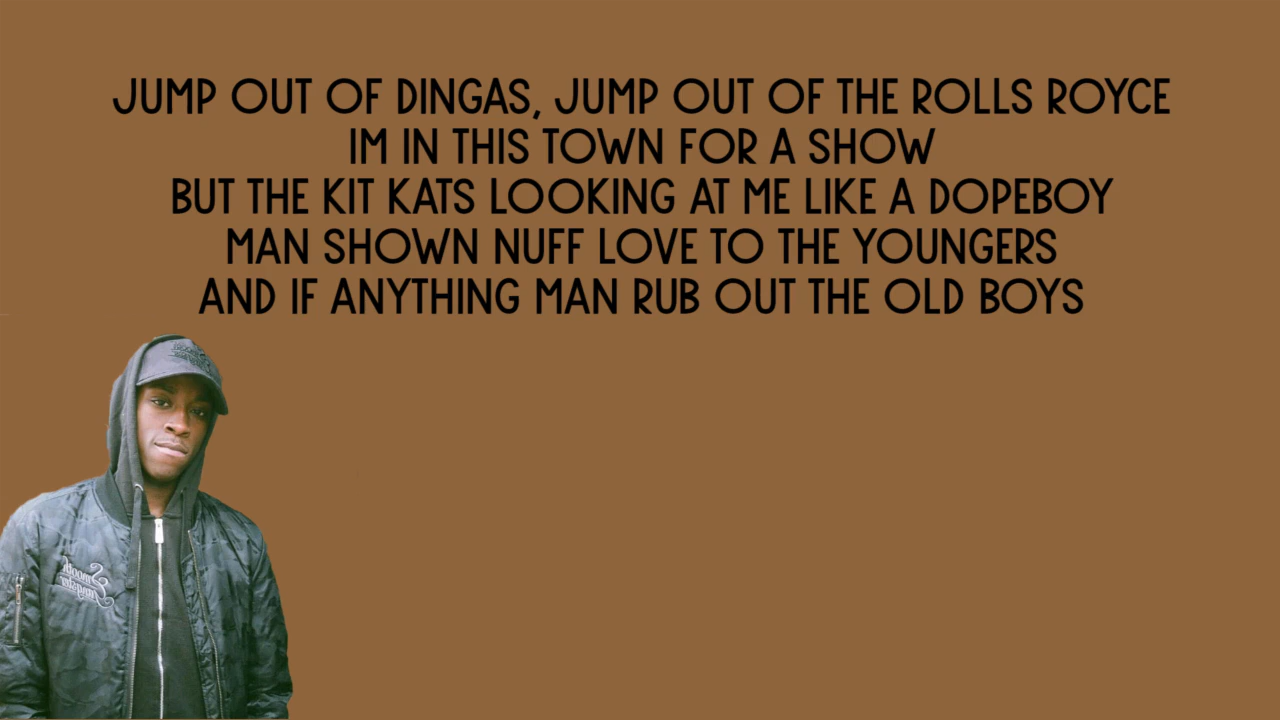 JUMP OUT OF DINGAS, JUMP OUT OF THE ROLLS ROYCE
IM IN THIS TOWN FOR A SHOW
BUT THE KIT KATS LOOKING AT ME LIKE A DOPEBOY
MAN SHOWN NUFF LOVE TO THE YOUNGERS
AND IF ANYTHING MAN RUB OUT THE OLD BOYS
Smooth
Gangster